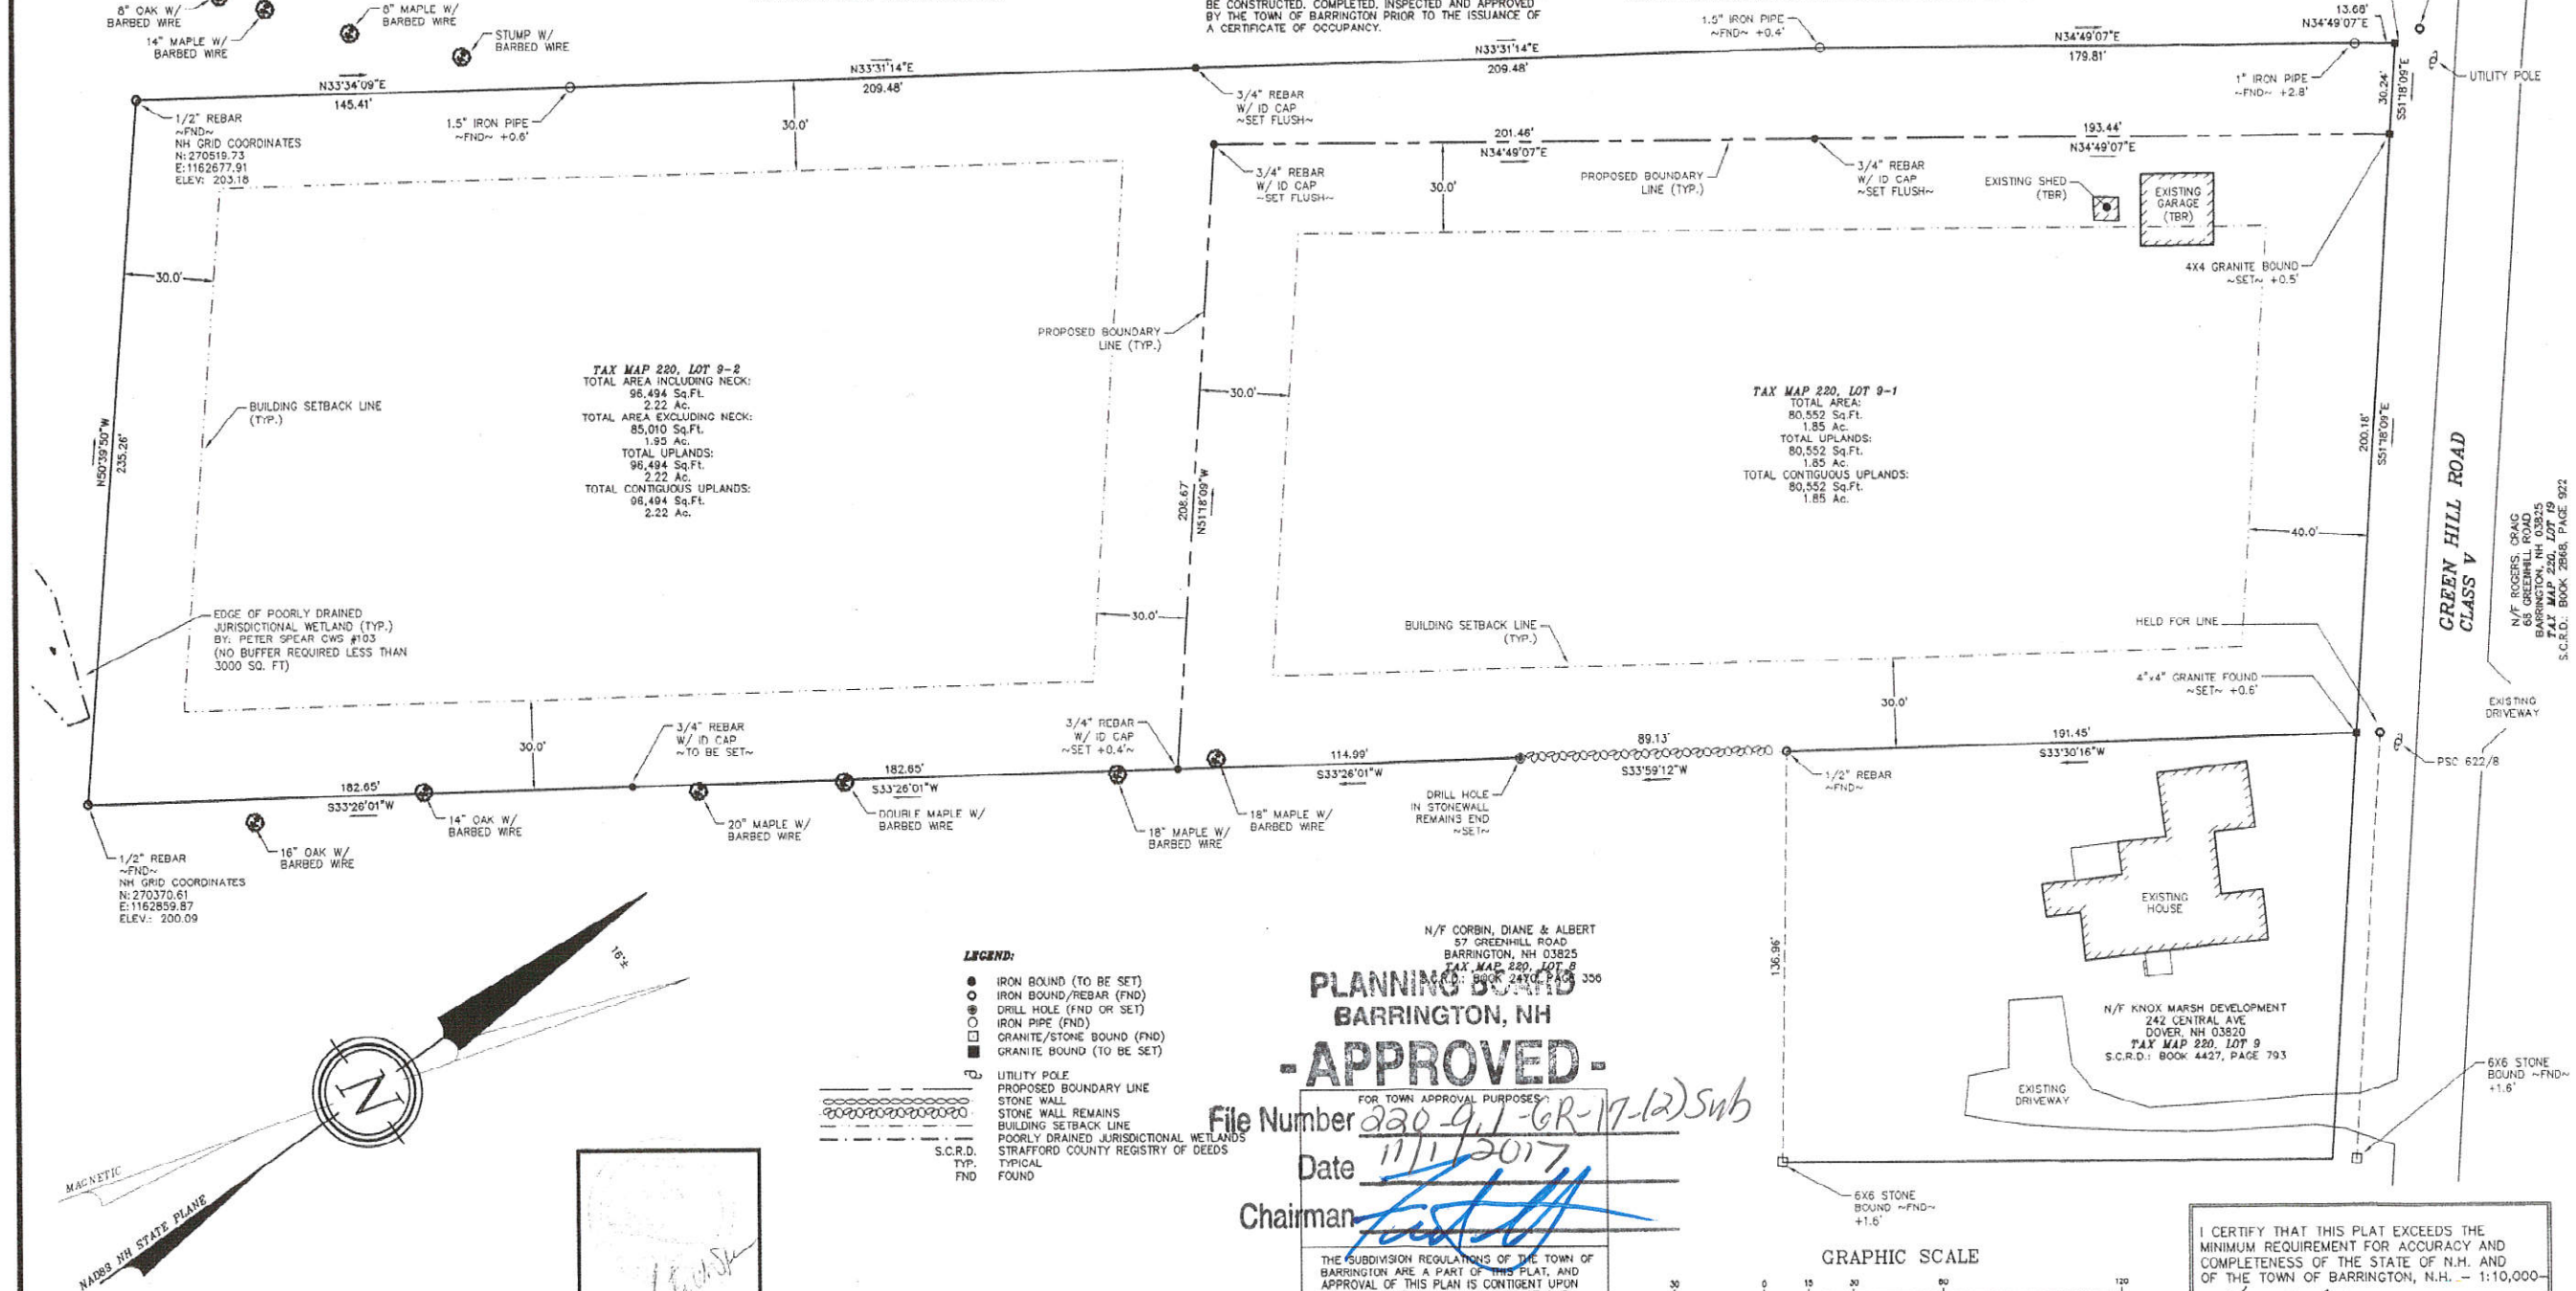 8" OAK W/
BARBED WIRE
14" MAPLE W/
BARBED WIRE
8" MAPLE W/
BARBED WIRE
STUMP W/
BARBED WIRE
BE CONSTRUCTED, COMPLETED, INSPECTED AND APPROVED
BY THE TOWN OF BARRINGTON PRIOR TO THE ISSUANCE OF
A CERTIFICATE OF OCCUPANCY.
1.5" IRON PIPE
~FND~ +0.4'
13.68'
N34°49'07"E
N33°34'09"E
145.41'
N33°31'14"E
209.48'
N33°31'14"E
209.48'
N34°49'07"E
179.81'
1" IRON PIPE
~FND~ +2.8'
30.24'
S51°18'09"E
UTILITY POLE
1/2" REBAR
~FND~
NH GRID COORDINATES
N: 270519.73
E: 1162677.91
ELEV: 203.18
1.5" IRON PIPE
~FND~ +0.6'
30.0'
3/4" REBAR
W/ ID CAP
~SET FLUSH~
201.46'
N34°49'07"E
193.44'
N34°49'07"E
3/4" REBAR
W/ ID CAP
~SET FLUSH~
30.0'
PROPOSED BOUNDARY
LINE (TYP.)
3/4" REBAR
W/ ID CAP
~SET FLUSH~
EXISTING SHED
(TBR)
EXISTING
GARAGE
(TBR)
4X4 GRANITE BOUND
~SET~ +0.5'
30.0'
PROPOSED BOUNDARY
LINE (TYP.)
TAX MAP 220, LOT 9-2
TOTAL AREA INCLUDING NECK:
96,494 Sq.Ft.
2.22 Ac.
TOTAL AREA EXCLUDING NECK:
85,010 Sq.Ft.
1.95 Ac.
TOTAL UPLANDS:
96,494 Sq.Ft.
2.22 Ac.
TOTAL CONTIGUOUS UPLANDS:
96,494 Sq.Ft.
2.22 Ac.
BUILDING SETBACK LINE
(TYP.)
N50°39'50"W
235.26'
30.0'
208.67'
N51°18'09"W
TAX MAP 220, LOT 9-1
TOTAL AREA:
80,552 Sq.Ft.
1.85 Ac.
TOTAL UPLANDS:
80,552 Sq.Ft.
1.85 Ac.
TOTAL CONTIGUOUS UPLANDS:
80,552 Sq.Ft.
1.85 Ac.
200.18'
S51°18'09"E
40.0'
GREEN HILL ROAD
CLASS V
N/F ROGERS, CRAIG
68 GREENHILL ROAD
BARRINGTON, NH 03825
TAX MAP 220, LOT 19
S.C.R.D.: BOOK 2868, PAGE 922
EDGE OF POORLY DRAINED
JURISDICTIONAL WETLAND (TYP.)
BY: PETER SPEAR CWS #103
(NO BUFFER REQUIRED LESS THAN
3000 SQ. FT)
30.0'
BUILDING SETBACK LINE
(TYP.)
HELD FOR LINE
4"x4" GRANITE FOUND
~SET~ +0.6'
EXISTING
DRIVEWAY
30.0'
3/4" REBAR
W/ ID CAP
~TO BE SET~
3/4" REBAR
W/ ID CAP
~SET +0.4'~
30.0'
182.65'
S33°26'01"W
182.65'
S33°26'01"W
114.99'
S33°26'01"W
89.13'
S33°59'12"W
191.45'
S33°30'16"W
PSC 622/8
1/2" REBAR
~FND~
DRILL HOLE
IN STONEWALL
REMAINS END
~SET~
16" OAK W/
BARBED WIRE
14" OAK W/
BARBED WIRE
20" MAPLE W/
BARBED WIRE
DOUBLE MAPLE W/
BARBED WIRE
18" MAPLE W/
BARBED WIRE
18" MAPLE W/
BARBED WIRE
1/2" REBAR
~FND~
NH GRID COORDINATES
N: 270370.61
E: 1162859.87
ELEV.: 200.09
16°±
N
MAGNETIC
NAD83 NH STATE PLANE
LEGEND:
IRON BOUND (TO BE SET)
IRON BOUND/REBAR (FND)
DRILL HOLE (FND OR SET)
IRON PIPE (FND)
GRANITE/STONE BOUND (FND)
GRANITE BOUND (TO BE SET)
UTILITY POLE
PROPOSED BOUNDARY LINE
STONE WALL
STONE WALL REMAINS
BUILDING SETBACK LINE
POORLY DRAINED JURISDICTIONAL WETLANDS
S.C.R.D. STRAFFORD COUNTY REGISTRY OF DEEDS
TYP. TYPICAL
FND FOUND
N/F CORBIN, DIANE & ALBERT
57 GREENHILL ROAD
BARRINGTON, NH 03825
TAX MAP 220, LOT 8
S.C.R.D.: BOOK 2470, PAGE 356
PLANNING BOARD
BARRINGTON, NH
- APPROVED -
FOR TOWN APPROVAL PURPOSES:
File Number 220-9.1-GR-17-(2)Sub
Date 11/1/2017
Chairman
THE SUBDIVISION REGULATIONS OF THE TOWN OF
BARRINGTON ARE A PART OF THIS PLAT, AND
APPROVAL OF THIS PLAN IS CONTIGENT UPON
136.96'
EXISTING
HOUSE
N/F KNOX MARSH DEVELOPMENT
242 CENTRAL AVE
DOVER, NH 03820
TAX MAP 220, LOT 9
S.C.R.D.: BOOK 4427, PAGE 793
EXISTING
DRIVEWAY
6X6 STONE
BOUND ~FND~
+1.6'
6X6 STONE
BOUND ~FND~
+1.6'
GRAPHIC SCALE
30 0 15 30 60 120
I CERTIFY THAT THIS PLAT EXCEEDS THE
MINIMUM REQUIREMENT FOR ACCURACY AND
COMPLETENESS OF THE STATE OF N.H. AND
OF THE TOWN OF BARRINGTON, N.H. - 1:10,000